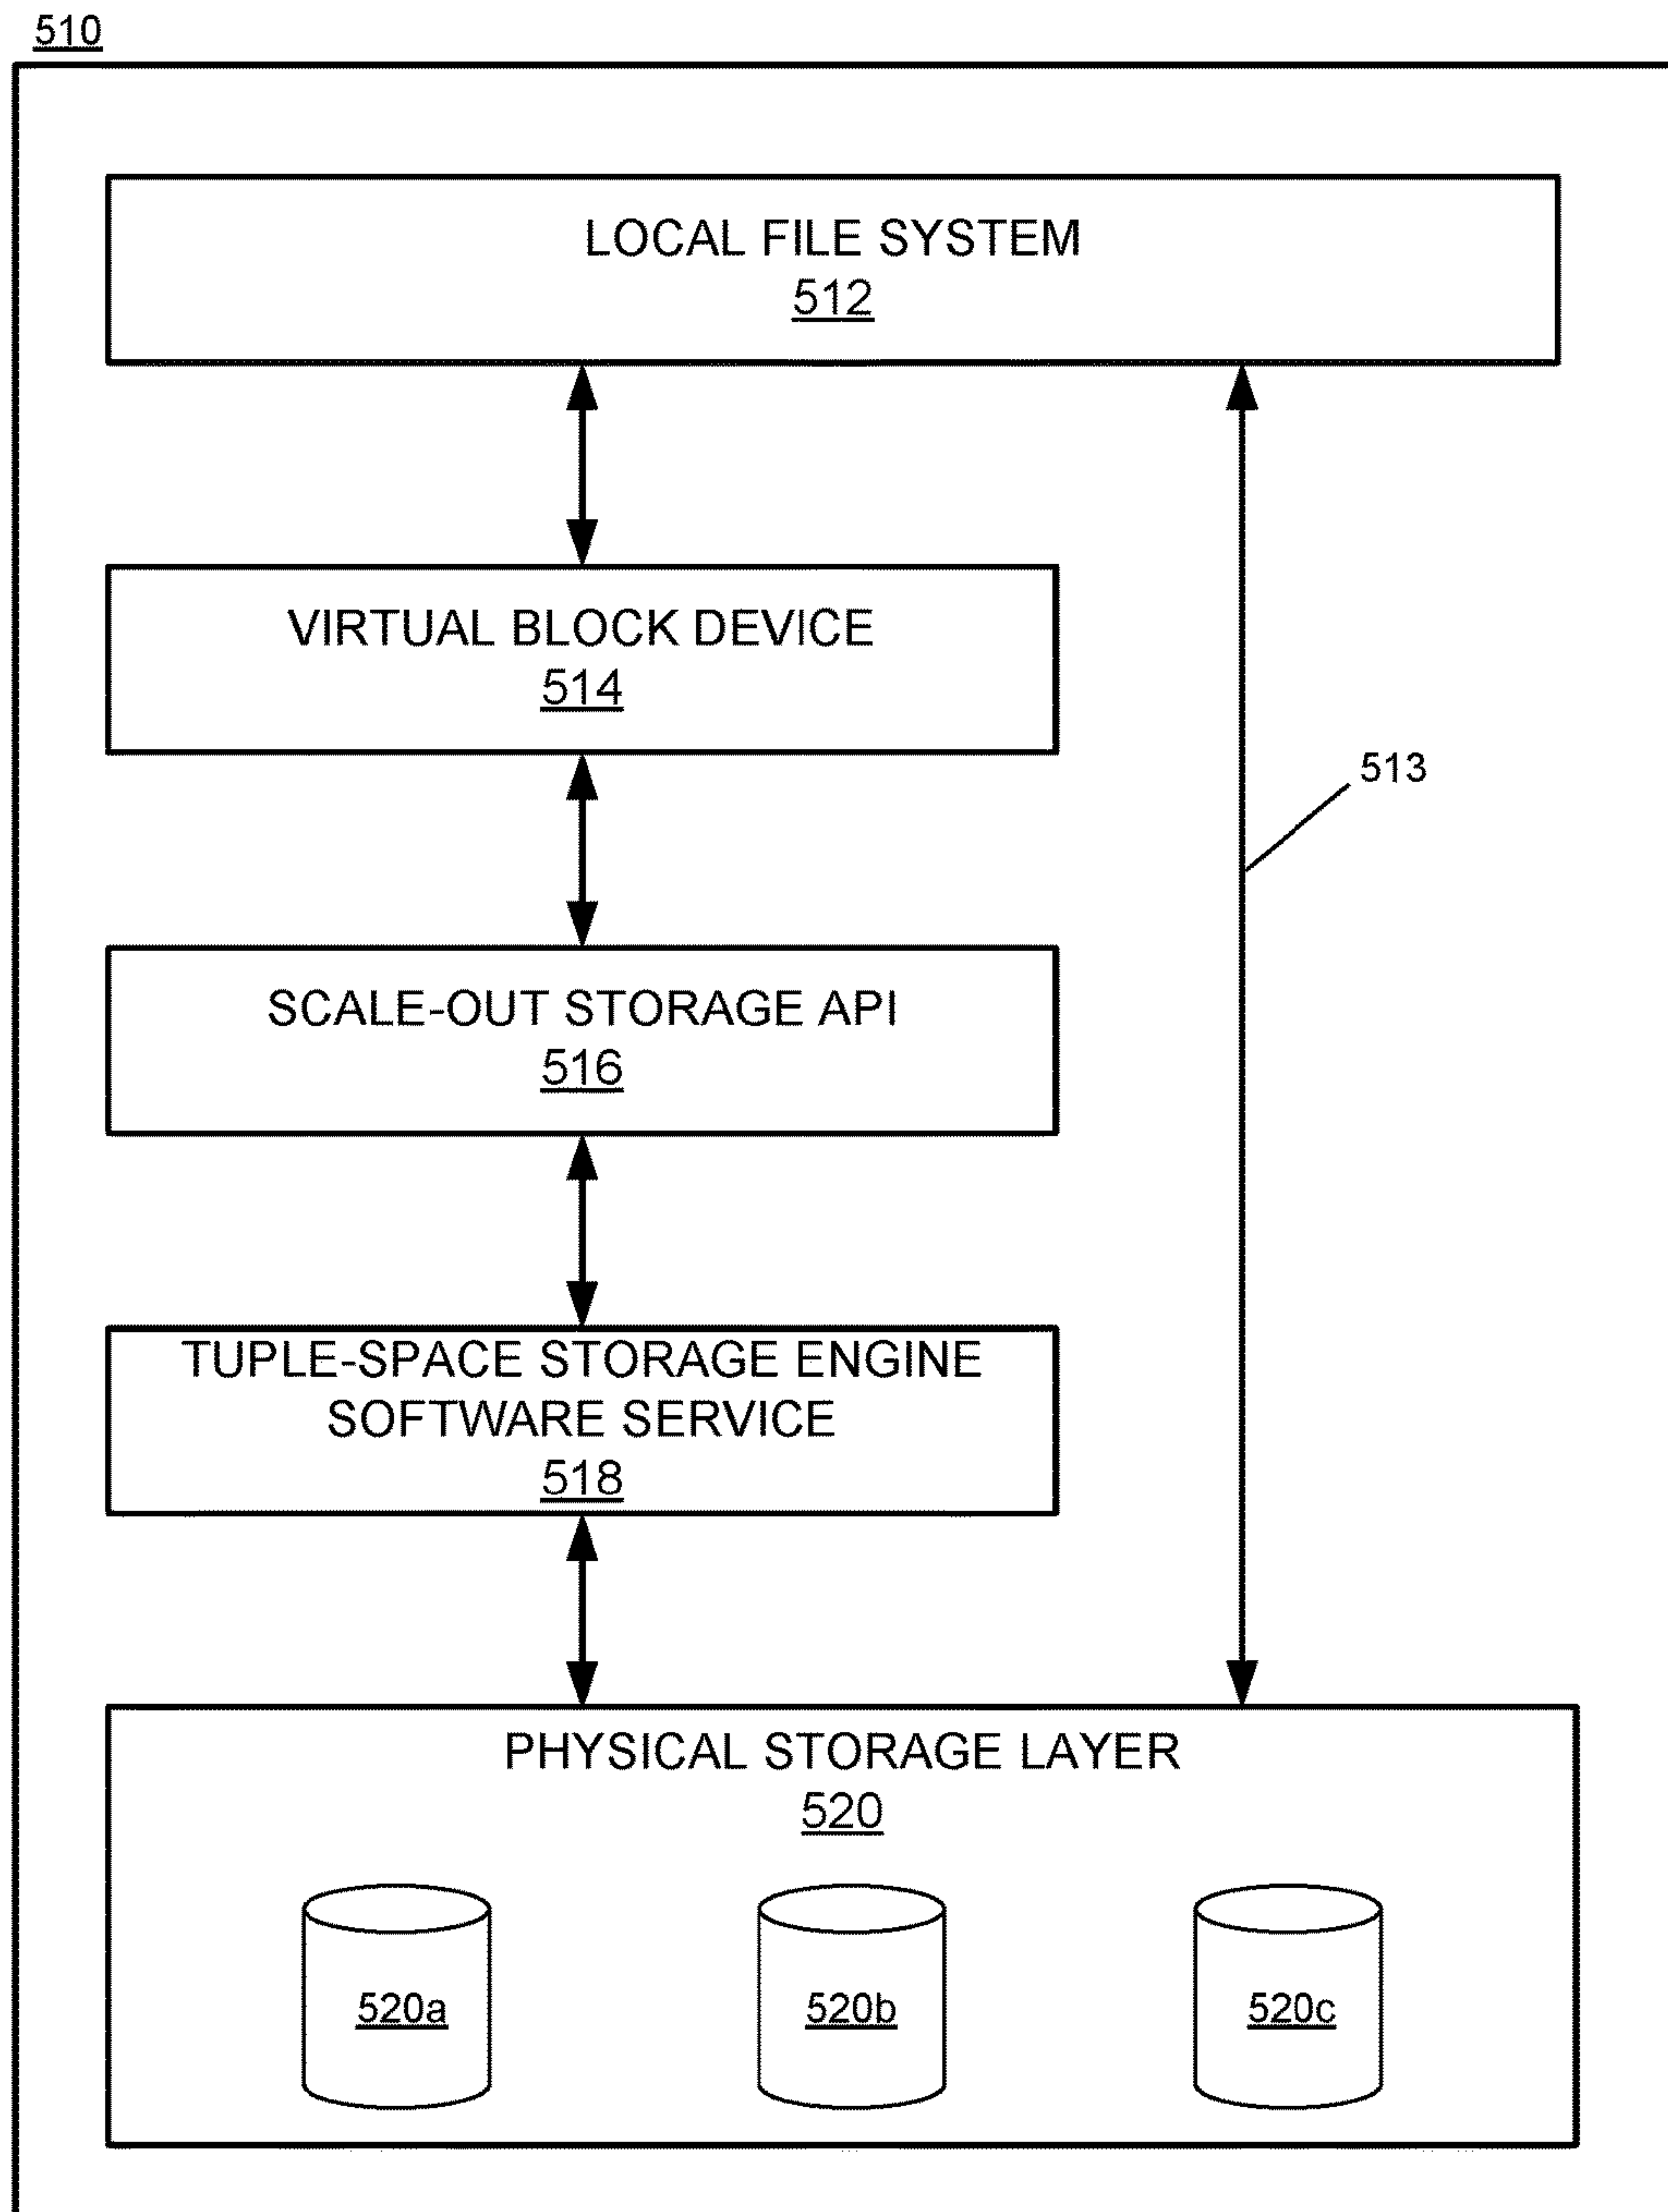 510
LOCAL FILE SYSTEM
512
VIRTUAL BLOCK DEVICE
514
513
SCALE-OUT STORAGE API
516
TUPLE-SPACE STORAGE ENGINE
SOFTWARE SERVICE
518
PHYSICAL STORAGE LAYER
520
520a
520b
520c